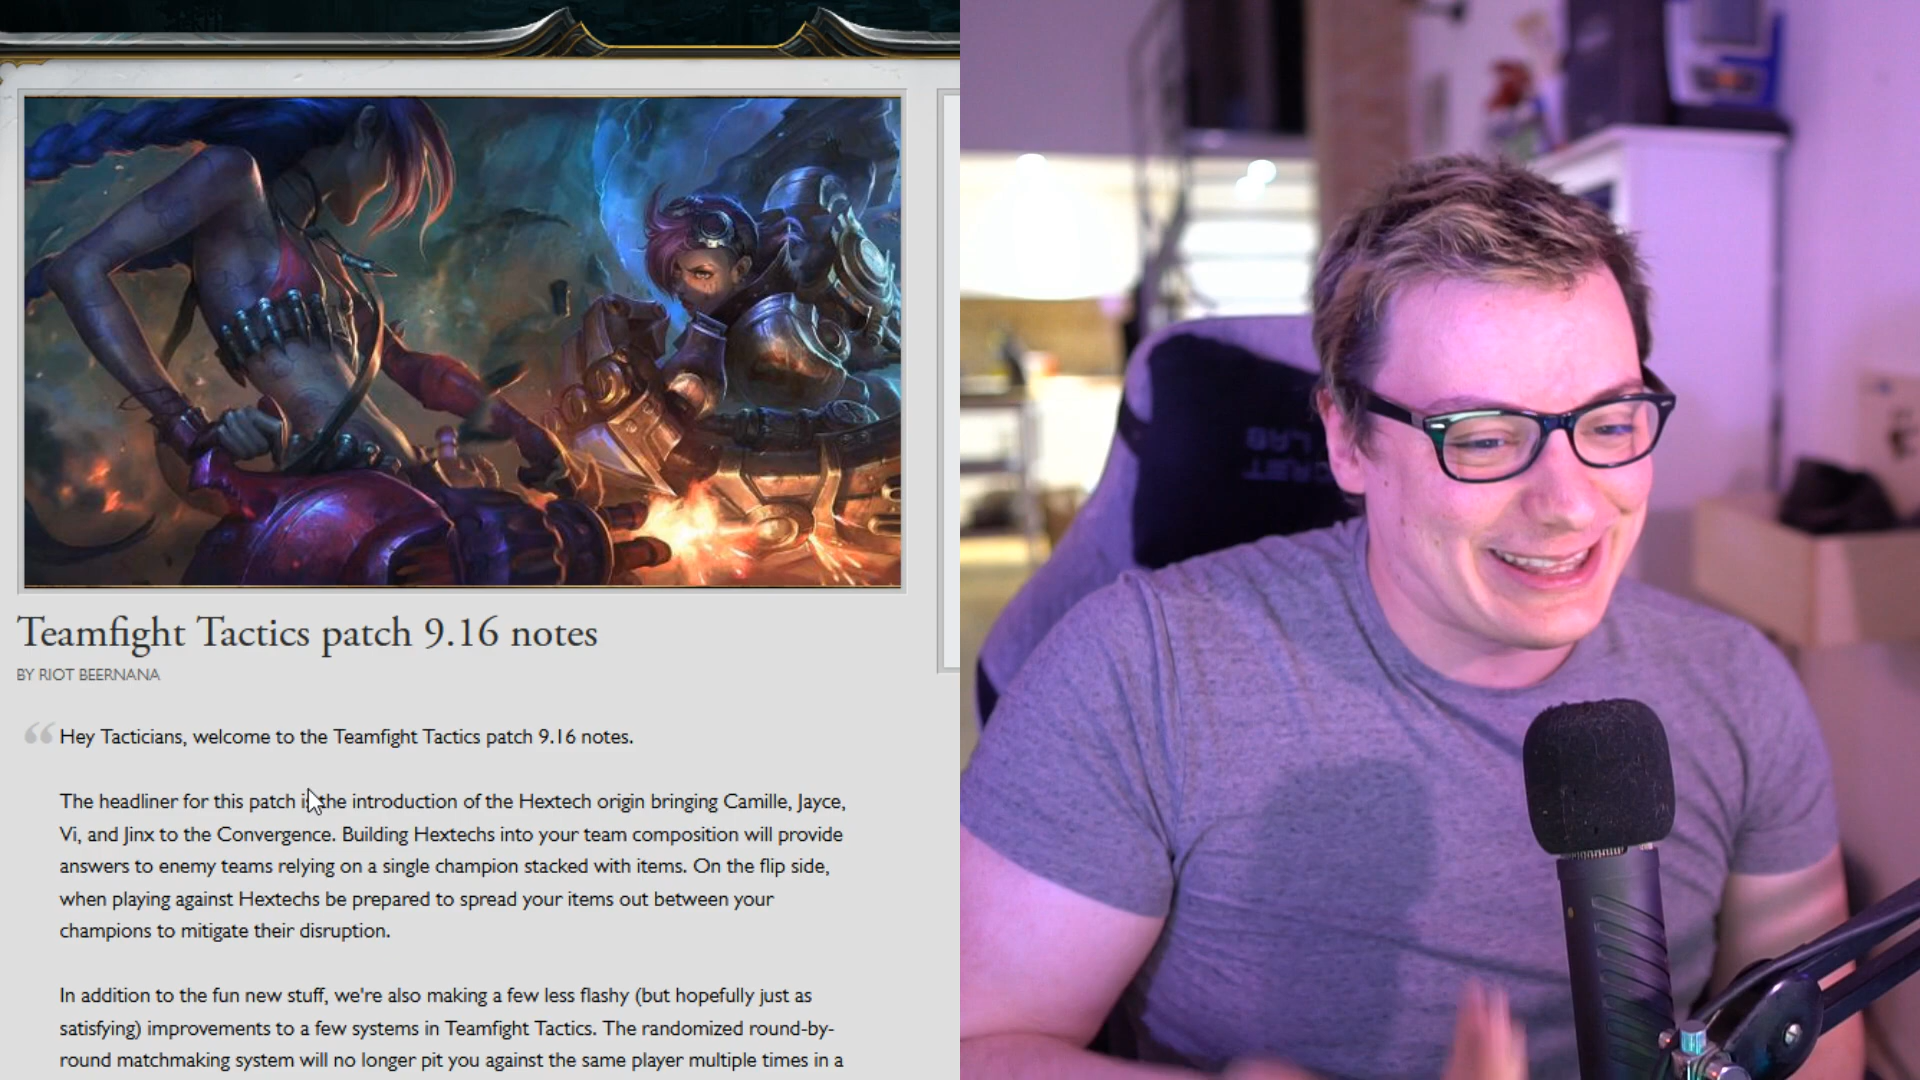 Teamfight Tactics patch 9.16 notes
BY RIOT BEERNANA
Hey Tacticians, welcome to the Teamfight Tactics patch 9.16 notes.
The headliner for this patch is the introduction of the Hextech origin bringing Camille, Jayce,
Vi, and Jinx to the Convergence. Building Hextechs into your team composition will provide
answers to enemy teams relying on a single champion stacked with items. On the flip side,
when playing against Hextechs be prepared to spread your items out between your
champions to mitigate their disruption.
In addition to the fun new stuff, we're also making a few less flashy (but hopefully just as
satisfying) improvements to a few systems in Teamfight Tactics. The randomized round-by-
round matchmaking system will no longer pit you against the same player multiple times in a